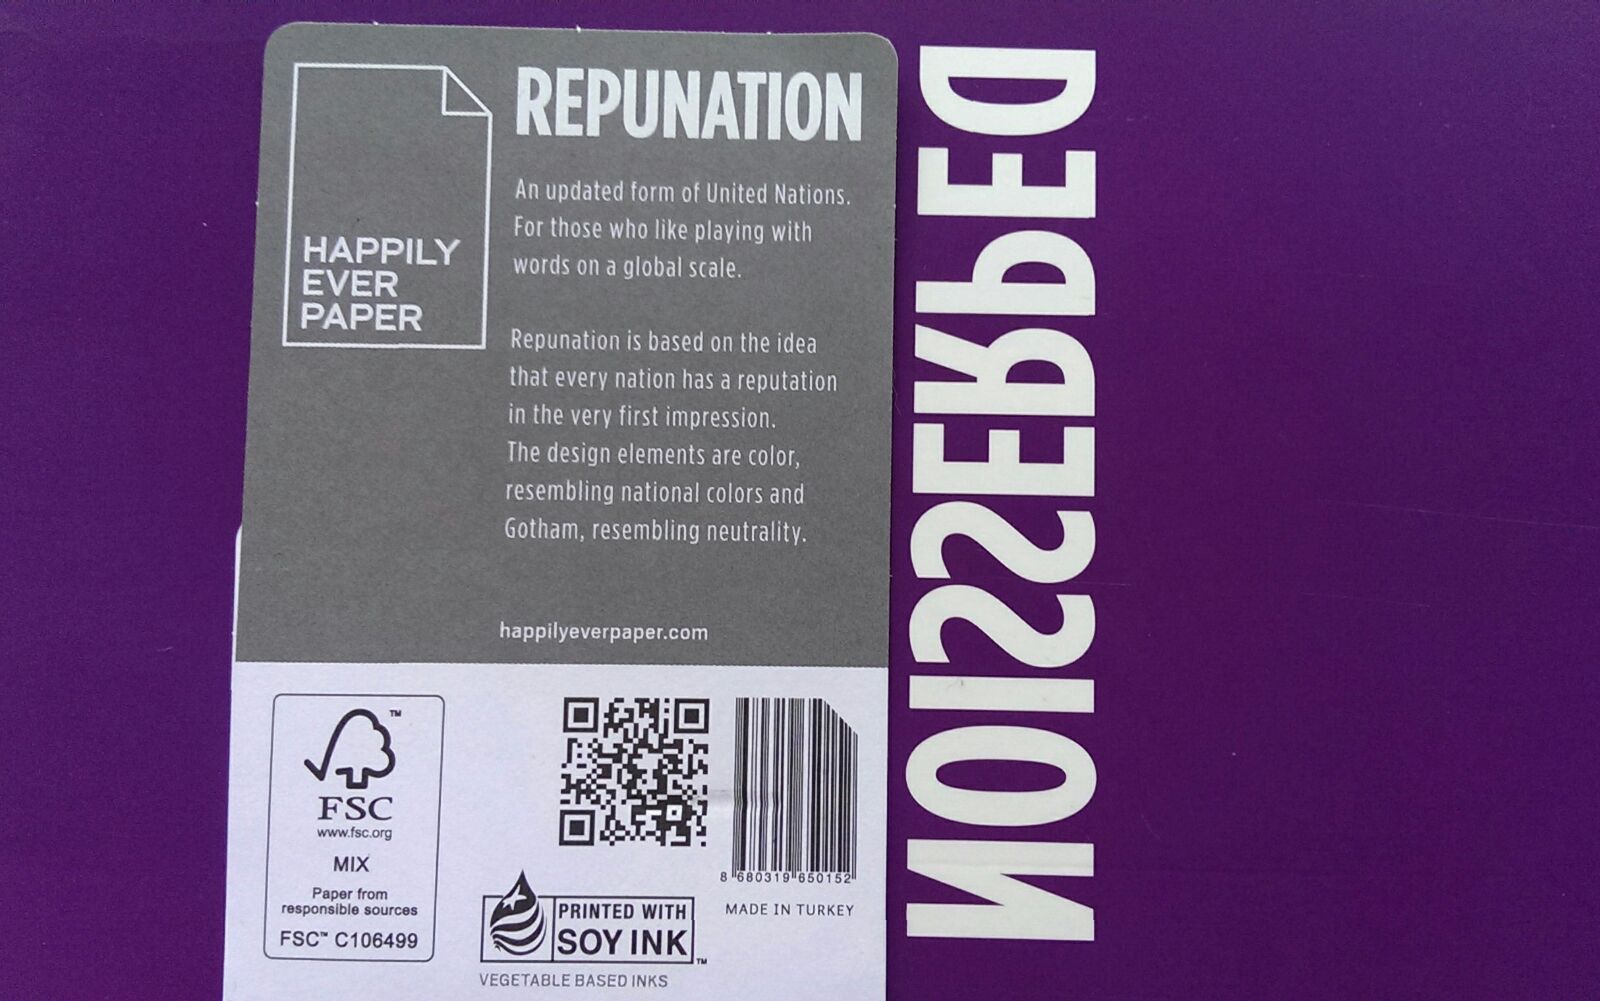 HAPPILY
EVER
PAPER
REPUNATION
An updated form of United Nations.
For those who like playing with
words on a global scale.
Repunation is based on the idea
that every nation has a reputation
in the very first impression.
The design elements are color,
resembling national colors and
Gotham, resembling neutrality.
happilyeverpaper.com
FSC
www.fsc.org
MIX
Paper from
responsible sources
FSC™ C106499
PRINTED WITH
SOY INK™
VEGETABLE BASED INKS
8 680319 650152
MADE IN TURKEY
DEPRESSION